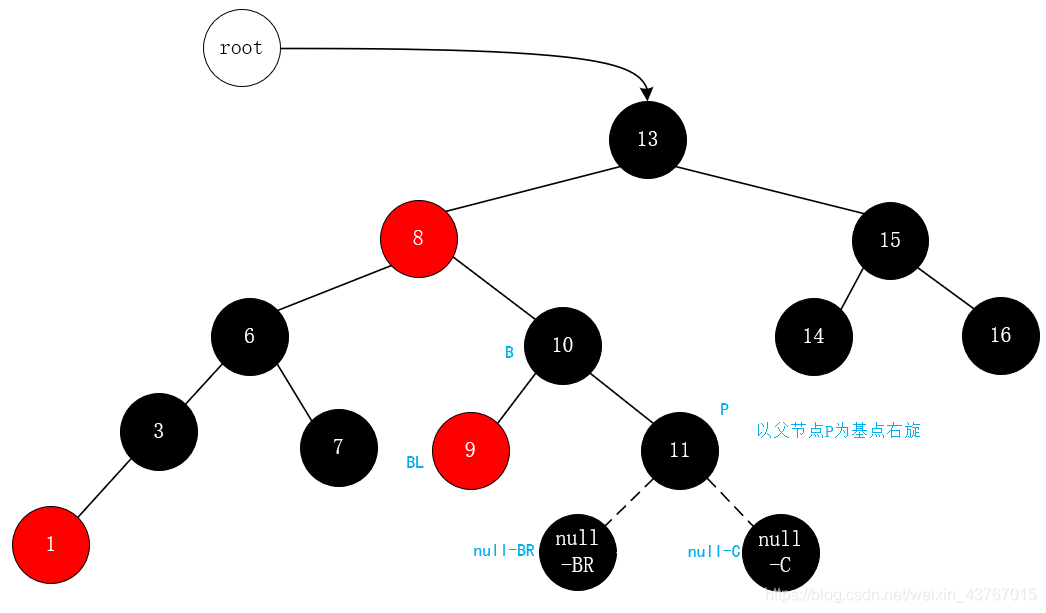 root
13
8
15
6
B
10
14
16
3
7
BL
9
P
11
以父节点P为基点右旋
1
null-BR
null
-BR
null-C
null
-C
https://blog.csdn.net/weixin_43767015